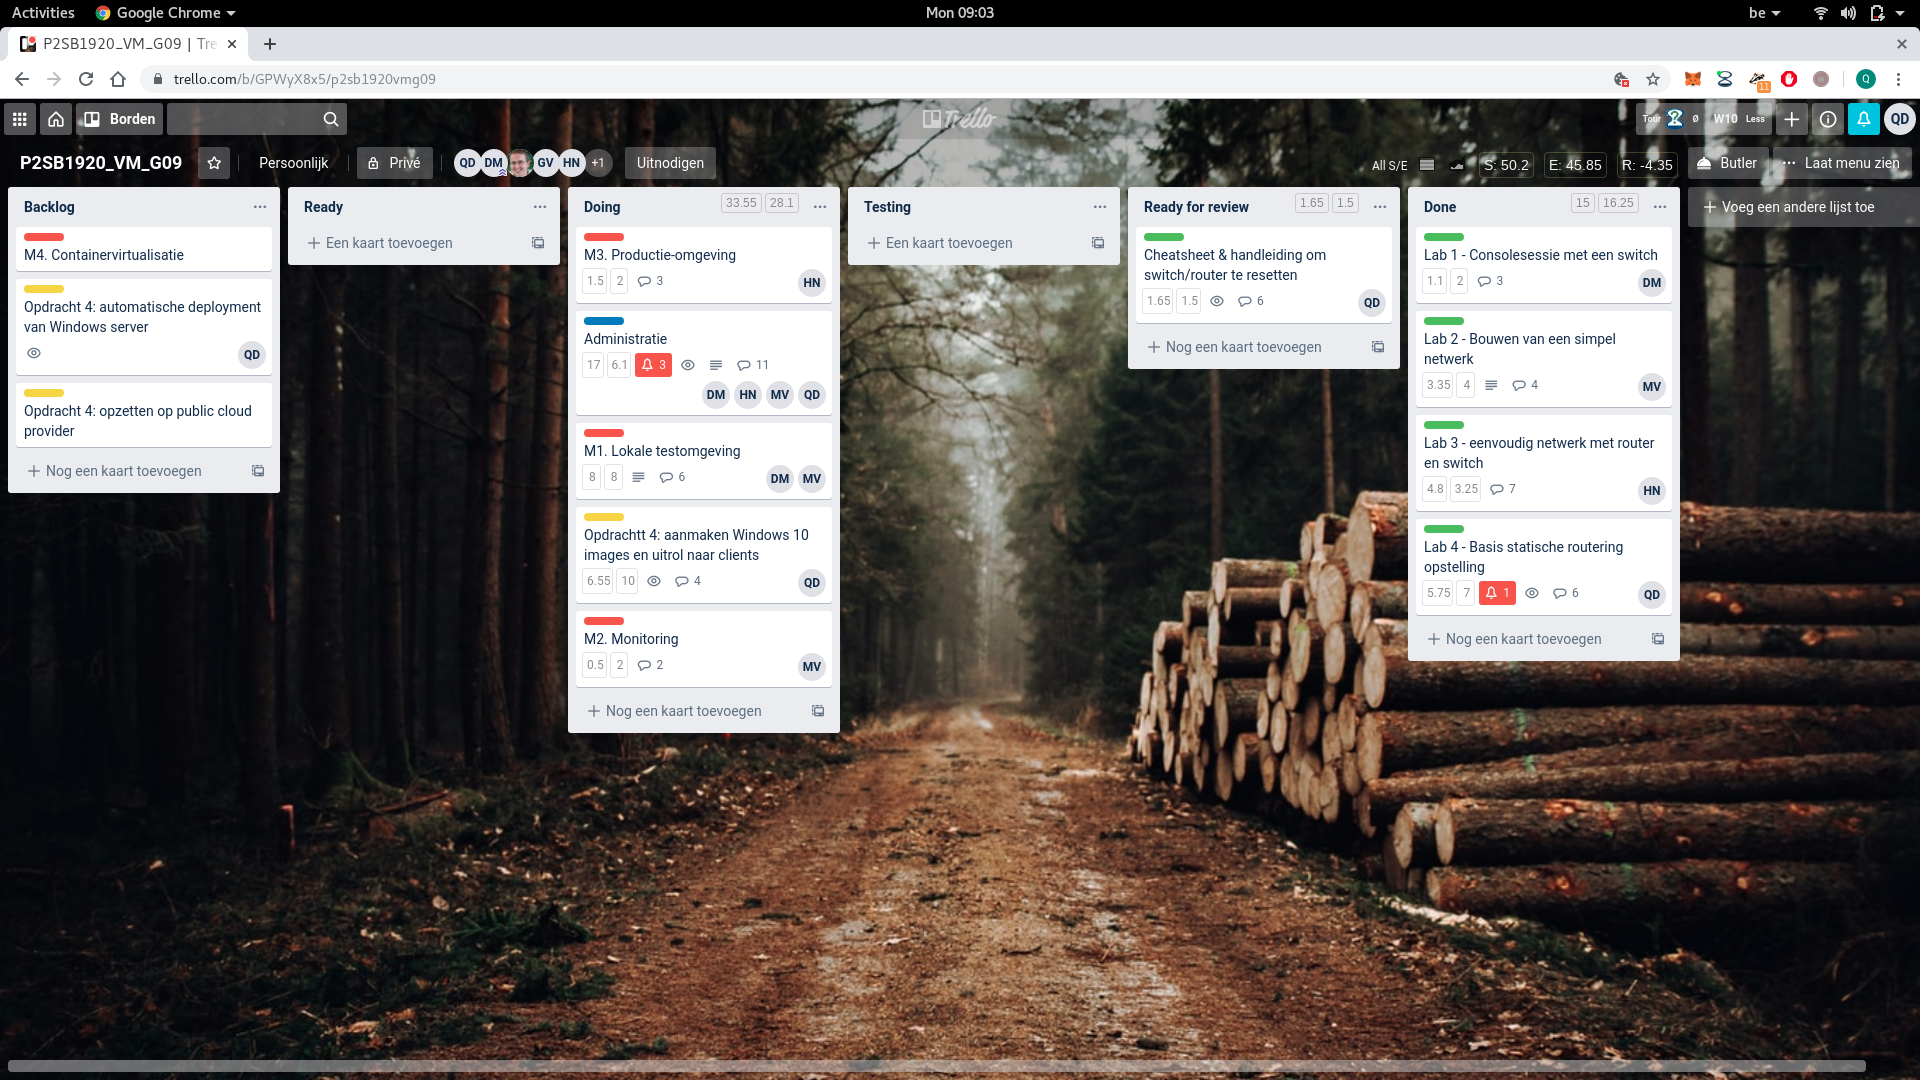 Activities
Google Chrome
Mon 09:03
be
P2SB1920_VM_G09 | Tre
trello.com/b/GPWyX8x5/p2sb1920vmg09
11
Q
Borden
Trello
Tour
Ø
W10
Less
QD
P2SB1920_VM_G09
Persoonlijk
Privé
QD
DM
GV
HN
+1
Uitnodigen
All S/E
S: 50.2
E: 45.85
R: -4.35
Butler
Laat menu zien
Backlog
M4. Containervirtualisatie
Opdracht 4: automatische deployment
van Windows server
QD
Opdracht 4: opzetten op public cloud
provider
Nog een kaart toevoegen
Ready
Een kaart toevoegen
Doing
33.55
28.1
M3. Productie-omgeving
1.5
2
3
HN
Administratie
17
6.1
3
11
DM
HN
MV
QD
M1. Lokale testomgeving
8
8
6
DM
MV
Opdrachtt 4: aanmaken Windows 10
images en uitrol naar clients
6.55
10
4
QD
M2. Monitoring
0.5
2
2
MV
Nog een kaart toevoegen
Testing
Een kaart toevoegen
Ready for review
1.65
1.5
Cheatsheet & handleiding om
switch/router te resetten
1.65
1.5
6
QD
Nog een kaart toevoegen
Done
15
16.25
Lab 1 - Consolesessie met een switch
1.1
2
3
DM
Lab 2 - Bouwen van een simpel
netwerk
3.35
4
4
MV
Lab 3 - eenvoudig netwerk met router
en switch
4.8
3.25
7
HN
Lab 4 - Basis statische routering
opstelling
5.75
7
1
6
QD
Nog een kaart toevoegen
Voeg een andere lijst toe